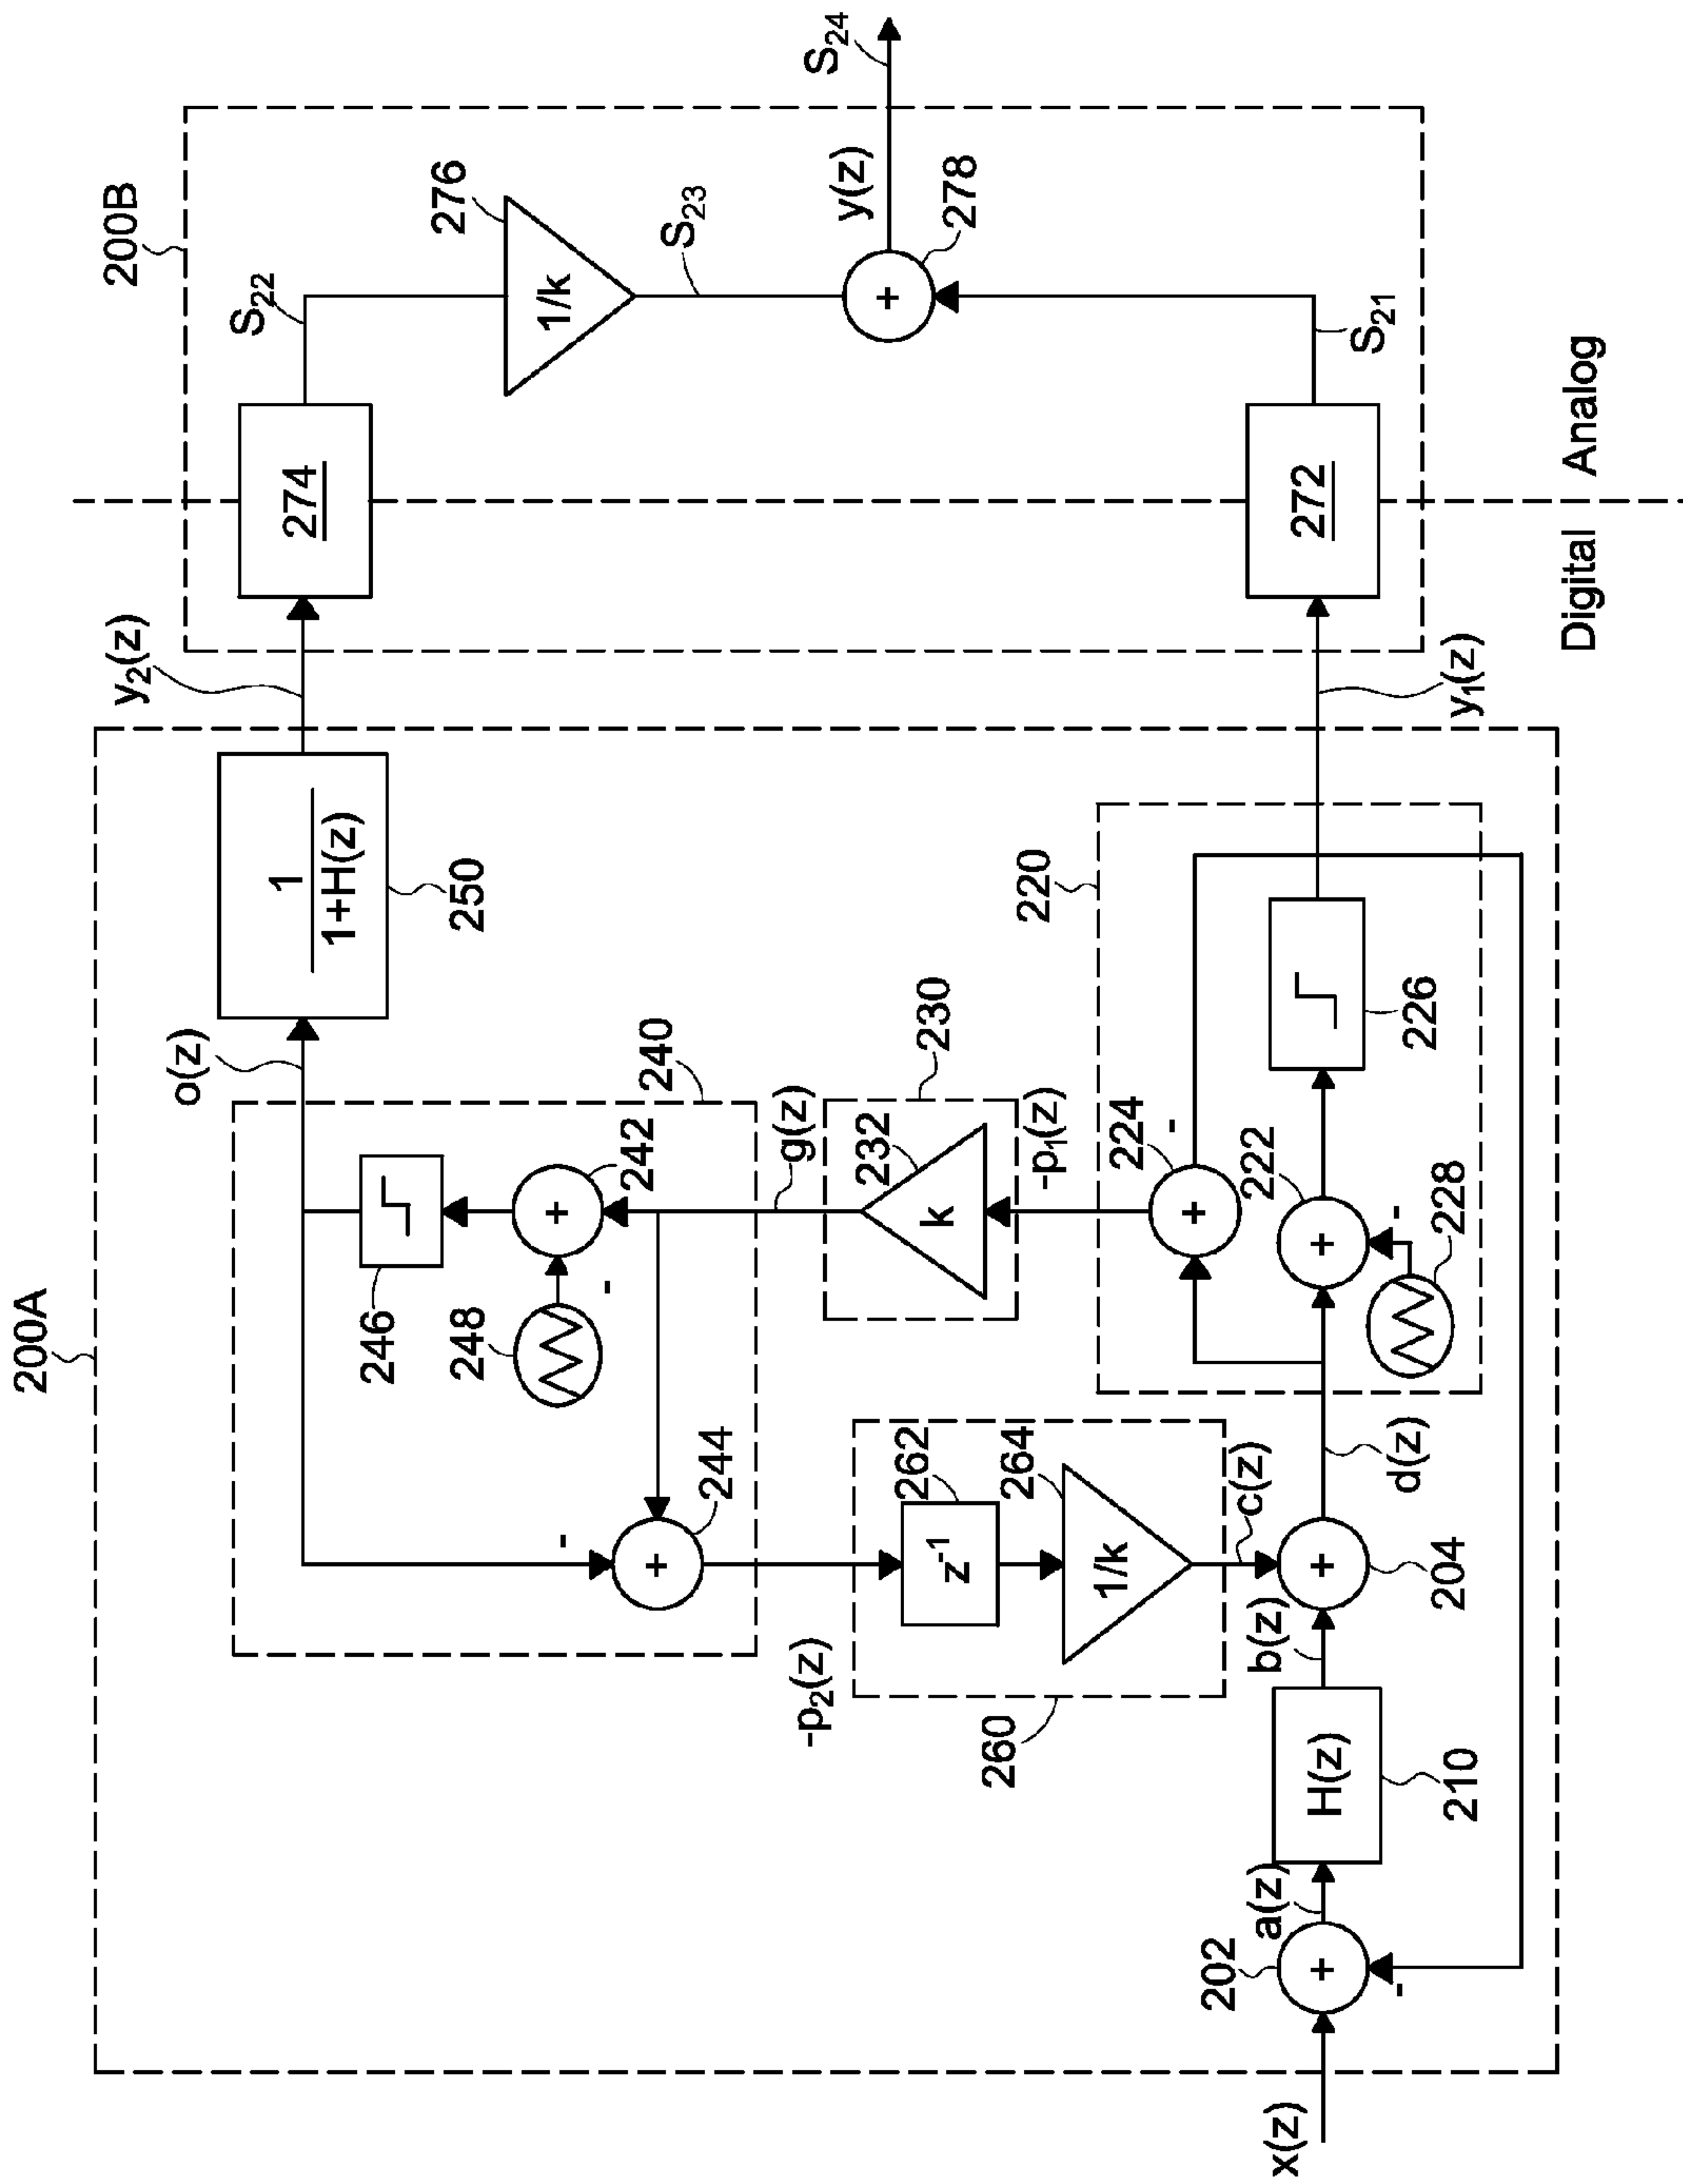 200A
200B
o(z)
1
1+H(z)
250
y₂(z)
274
S₂₂
276
1/k
S₂₃
y(z)
S₂₄
278
246
248
-
242
240
-
244
g(z)
230
232
k
-p₁(z)
-p₂(z)
260
262
z⁻¹
264
1/k
c(z)
220
224
-
222
-
228
226
x(z)
202
+
-
a(z)
H(z)
210
b(z)
204
+
d(z)
+
+
+
+
+
y₁(z)
272
S₂₁
Digital
Analog